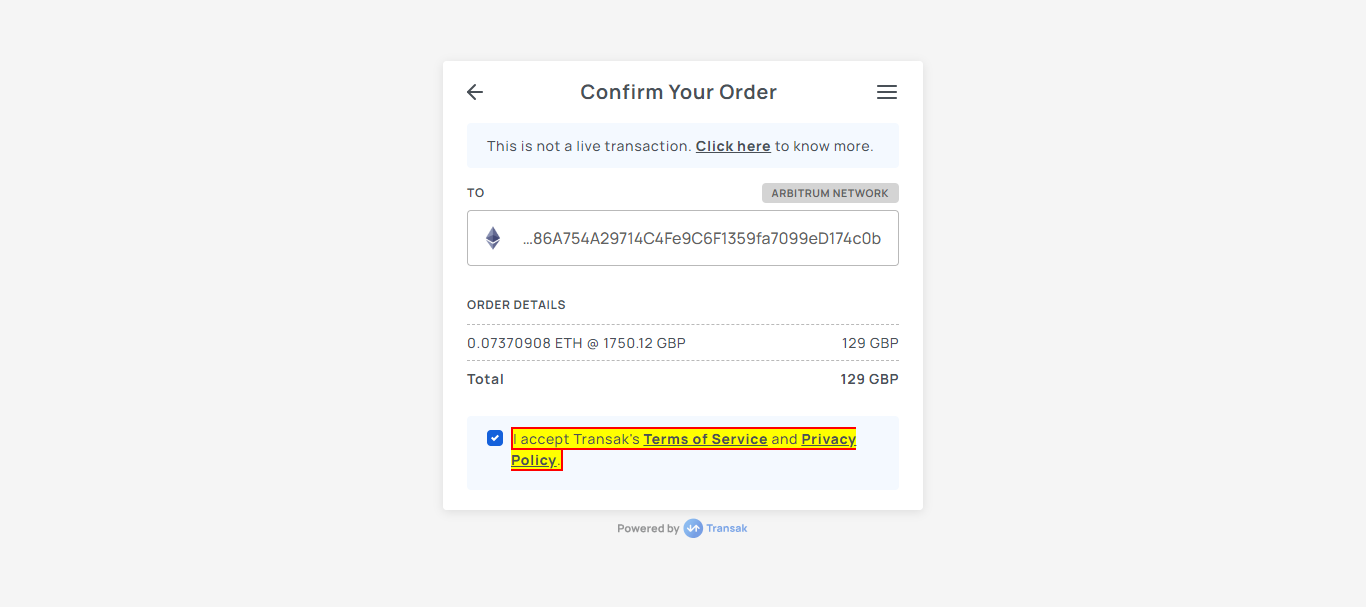 Confirm Your Order
This is not a live transaction. Click here to know more.
TO
ARBITRUM NETWORK
...86A754A29714C4Fe9C6F1359fa7099eD174c0b
ORDER DETAILS
0.07370908 ETH @ 1750.12 GBP 129 GBP
Total 129 GBP
I accept Transak's Terms of Service and Privacy
Policy.
Powered by Transak